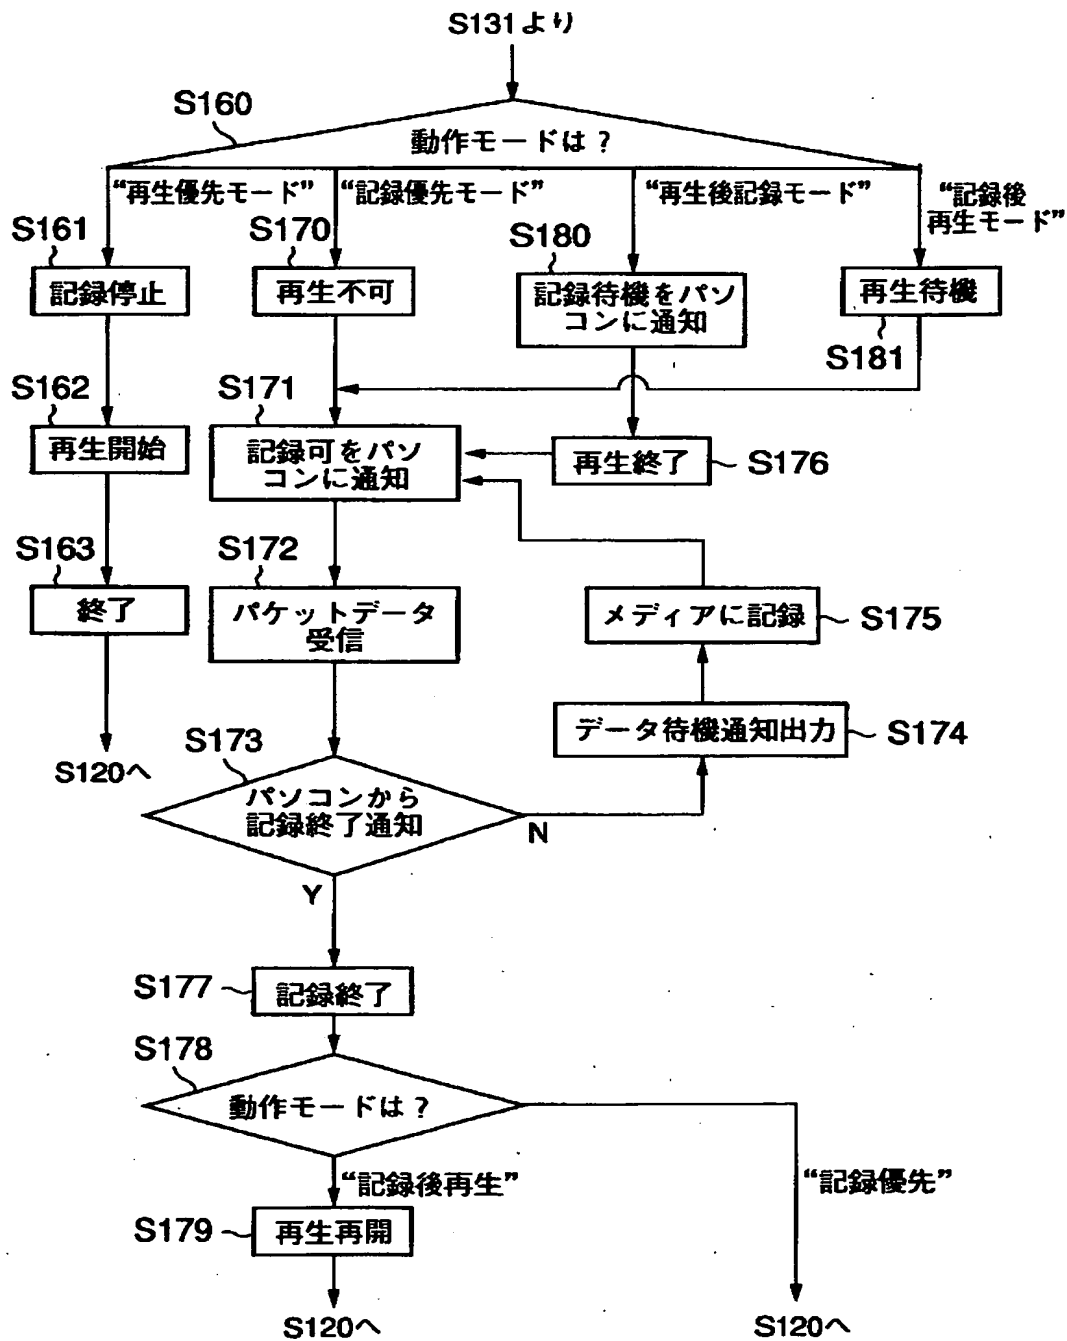 S131より
S160
動作モードは？
“再生優先モード”
“記録優先モード”
“再生後記録モード”
“記録後
再生モード”
S161
記録停止
S170
再生不可
S180
記録待機をパソ
コンに通知
再生待機
S181
S162
再生開始
S171
記録可をパソ
コンに通知
再生終了
S176
S163
終了
S172
パケットデータ
受信
メディアに記録
S175
データ待機通知出力
S174
S120へ
S173
パソコンから
記録終了通知
N
Y
S177
記録終了
S178
動作モードは？
“記録後再生”
“記録優先”
S179
再生再開
S120へ
S120へ